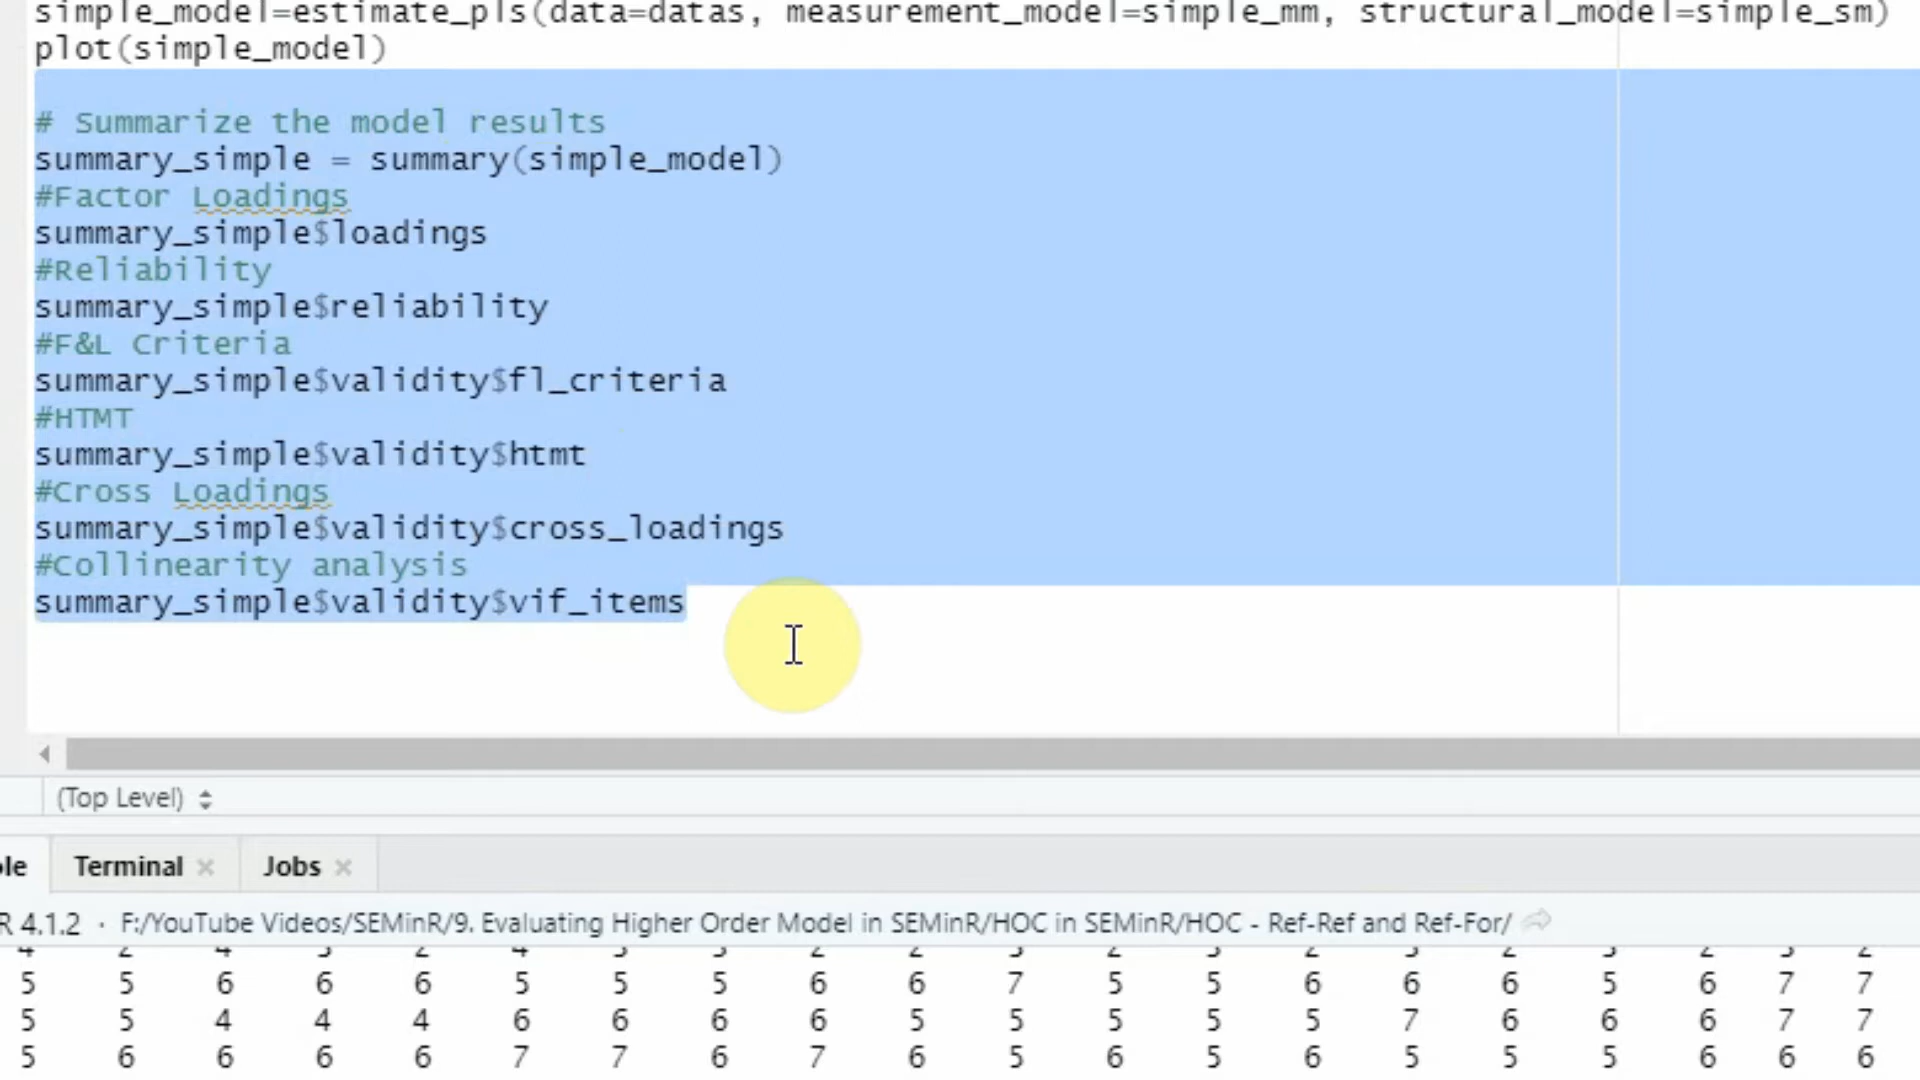 simple_model=estimate_pls(data=datas, measurement_model=simple_mm, structural_model=simple_sm)
plot(simple_model)
# Summarize the model results
summary_simple = summary(simple_model)
#Factor Loadings
summary_simple$loadings
#Reliability
summary_simple$reliability
#F&L Criteria
summary_simple$validity$fl_criteria
#HTMT
summary_simple$validity$htmt
#Cross Loadings
summary_simple$validity$cross_loadings
#Collinearity analysis
summary_simple$validity$vif_items
(Top Level)
Terminal Jobs
R 4.1.2 · F:/YouTube Videos/SEMinR/9. Evaluating Higher Order Model in SEMinR/HOC in SEMinR/HOC - Ref-Ref and Ref-For/
5 5 6 6 6 5 5 5 6 6 7 5 5 6 6 6 5 6 7 7
5 5 4 4 4 6 6 6 6 5 5 5 5 5 7 6 6 6 7 7
5 6 6 6 6 7 7 6 7 6 5 6 5 6 5 5 5 6 6 6